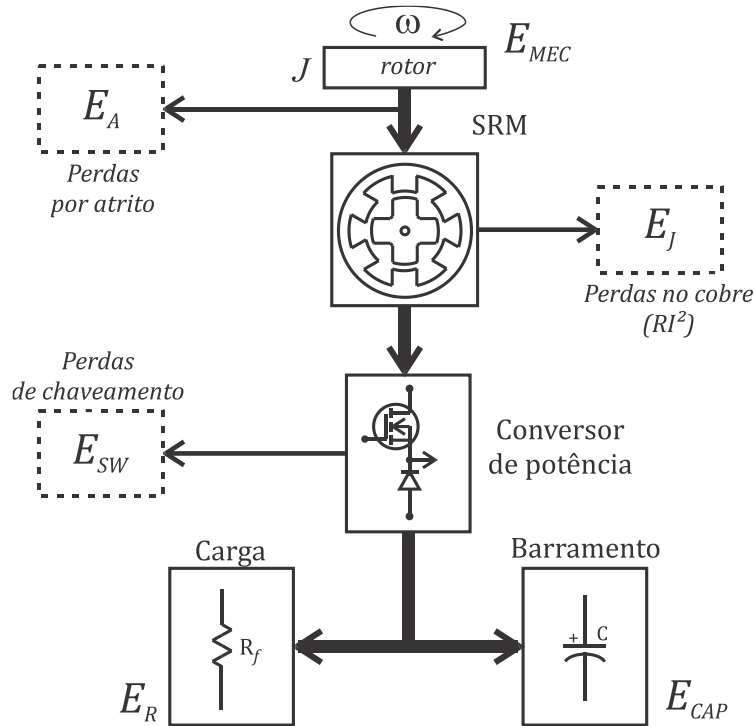 ω
E_MEC
J
rotor
E_A
SRM
Perdas
por atrito
E_J
Perdas no cobre
(RI²)
Perdas
de chaveamento
E_SW
Conversor
de potência
Carga
Barramento
R_f
+
C
E_R
E_CAP